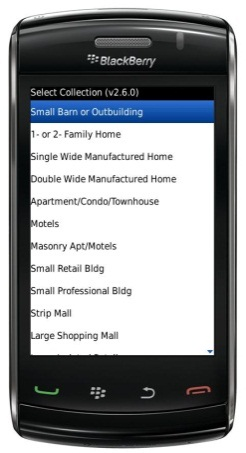 BlackBerry
Select Collection (v2.6.0)
Small Barn or Outbuilding
1- or 2- Family Home
Single Wide Manufactured Home
Double Wide Manufactured Home
Apartment/Condo/Townhouse
Motels
Masonry Apt/Motels
Small Retail Bldg
Small Professional Bldg
Strip Mall
Large Shopping Mall